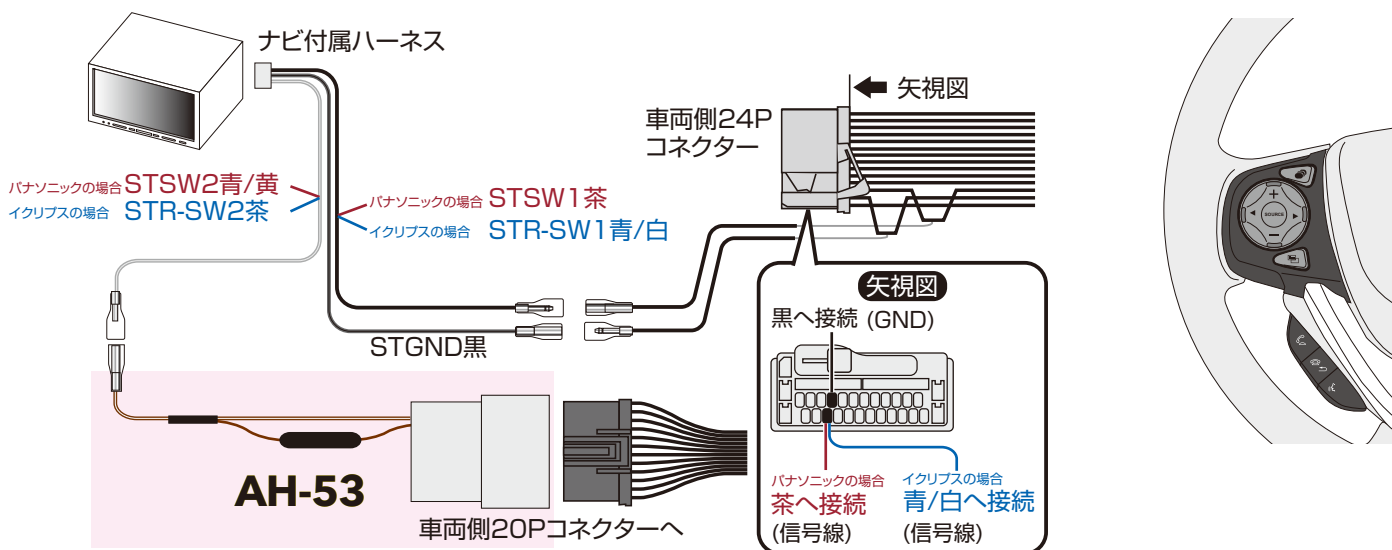 ナビ付属ハーネス
矢視図
車両側24P
コネクター
パナソニックの場合 STSW2青/黄
イクリプスの場合 STR-SW2茶
パナソニックの場合 STSW1茶
イクリプスの場合 STR-SW1青/白
SOURCE
矢視図
黒へ接続 (GND)
STGND黒
AH-53
車両側20Pコネクターへ
パナソニックの場合
茶へ接続
(信号線)
イクリプスの場合
青/白へ接続
(信号線)